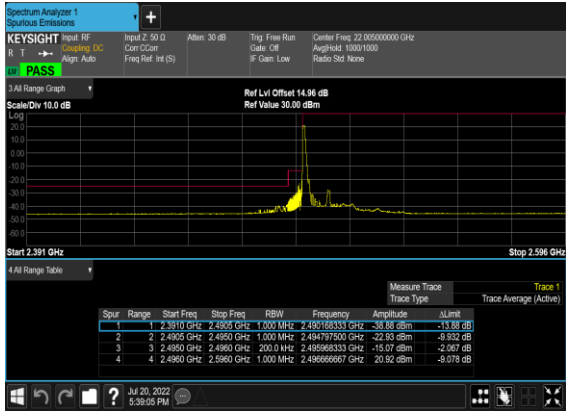 Spectrum Analyzer 1
Spurious Emissions
KEYSIGHT Input: RF Input Z: 50 Ω Atten: 30 dB Trig: Free Run Center Freq: 22.005000000 GHz
R T Coupling: DC Corr CCorr Gate: Off Avg|Hold: 1000/1000
Align: Auto Freq Ref: Int (S) IF Gain: Low Radio Std: None
PASS
3 All Range Graph
Ref Lvl Offset 14.96 dB
Scale/Div 10.0 dB Ref Value 30.00 dBm
Log
20.0
10.0
0.00
-10.0
-20.0
-30.0
-40.0
-50.0
-60.0
Start 2.391 GHz Stop 2.596 GHz
4 All Range Table
Measure Trace Trace 1
Trace Type Trace Average (Active)
Spur Range Start Freq Stop Freq RBW Frequency Amplitude ΔLimit
1 1 2.3910 GHz 2.4905 GHz 1.000 MHz 2.490168333 GHz -38.88 dBm -13.88 dB
2 2 2.4905 GHz 2.4950 GHz 1.000 MHz 2.494797500 GHz -22.93 dBm -9.932 dB
3 3 2.4950 GHz 2.4960 GHz 200.0 kHz 2.495968333 GHz -15.07 dBm -2.067 dB
4 4 2.4960 GHz 2.5960 GHz 1.000 MHz 2.496666667 GHz 20.92 dBm -9.078 dB
Jul 20, 2022
5:39:05 PM